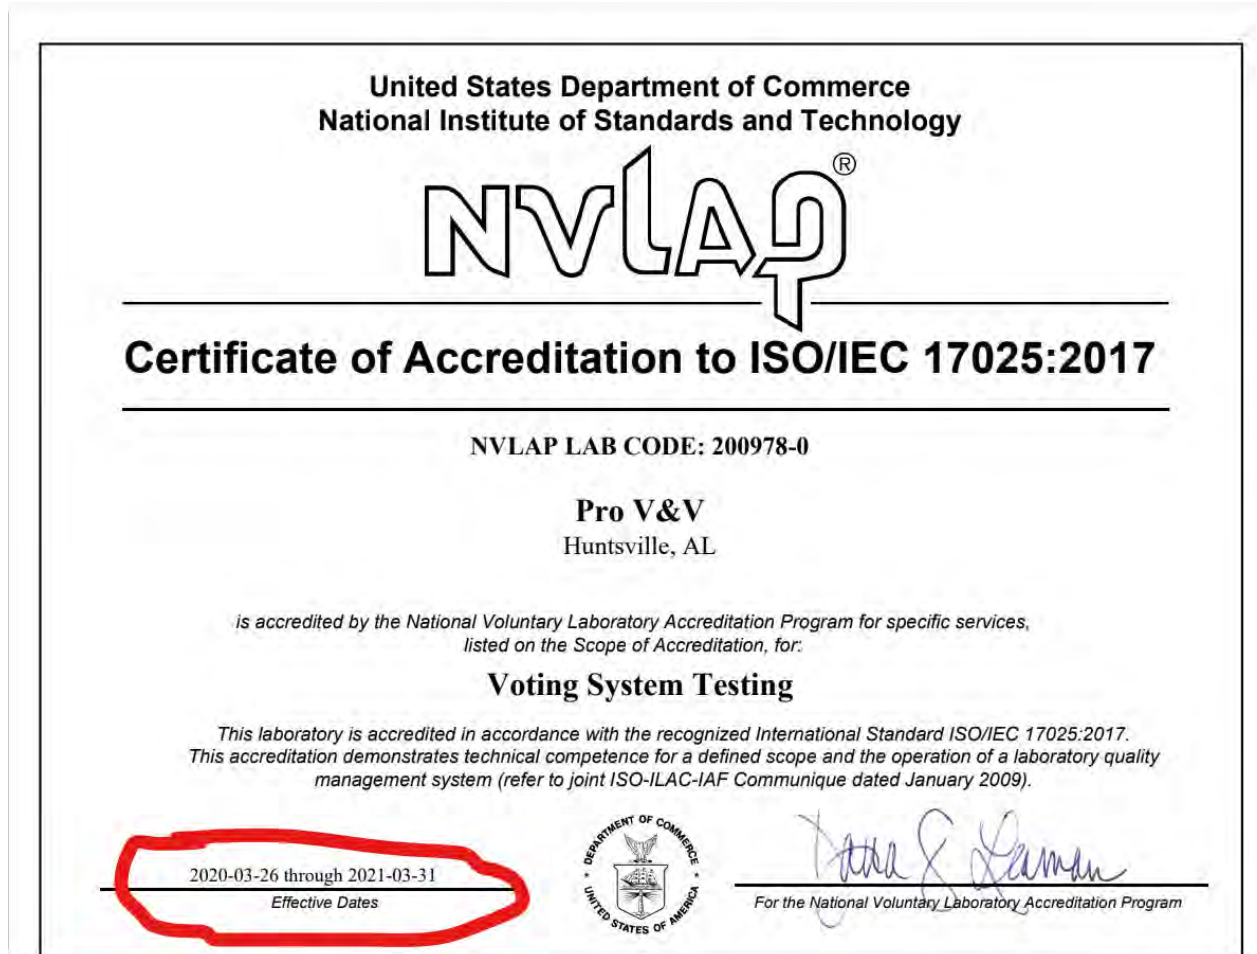 United States Department of Commerce
National Institute of Standards and Technology
NVLAP®
Certificate of Accreditation to ISO/IEC 17025:2017
NVLAP LAB CODE: 200978-0
Pro V&V
Huntsville, AL
is accredited by the National Voluntary Laboratory Accreditation Program for specific services,
listed on the Scope of Accreditation, for:
Voting System Testing
This laboratory is accredited in accordance with the recognized International Standard ISO/IEC 17025:2017.
This accreditation demonstrates technical competence for a defined scope and the operation of a laboratory quality
management system (refer to joint ISO-ILAC-IAF Communique dated January 2009).
2020-03-26 through 2021-03-31
Effective Dates
DEPARTMENT OF COMMERCE
UNITED STATES OF AMERICA
For the National Voluntary Laboratory Accreditation Program